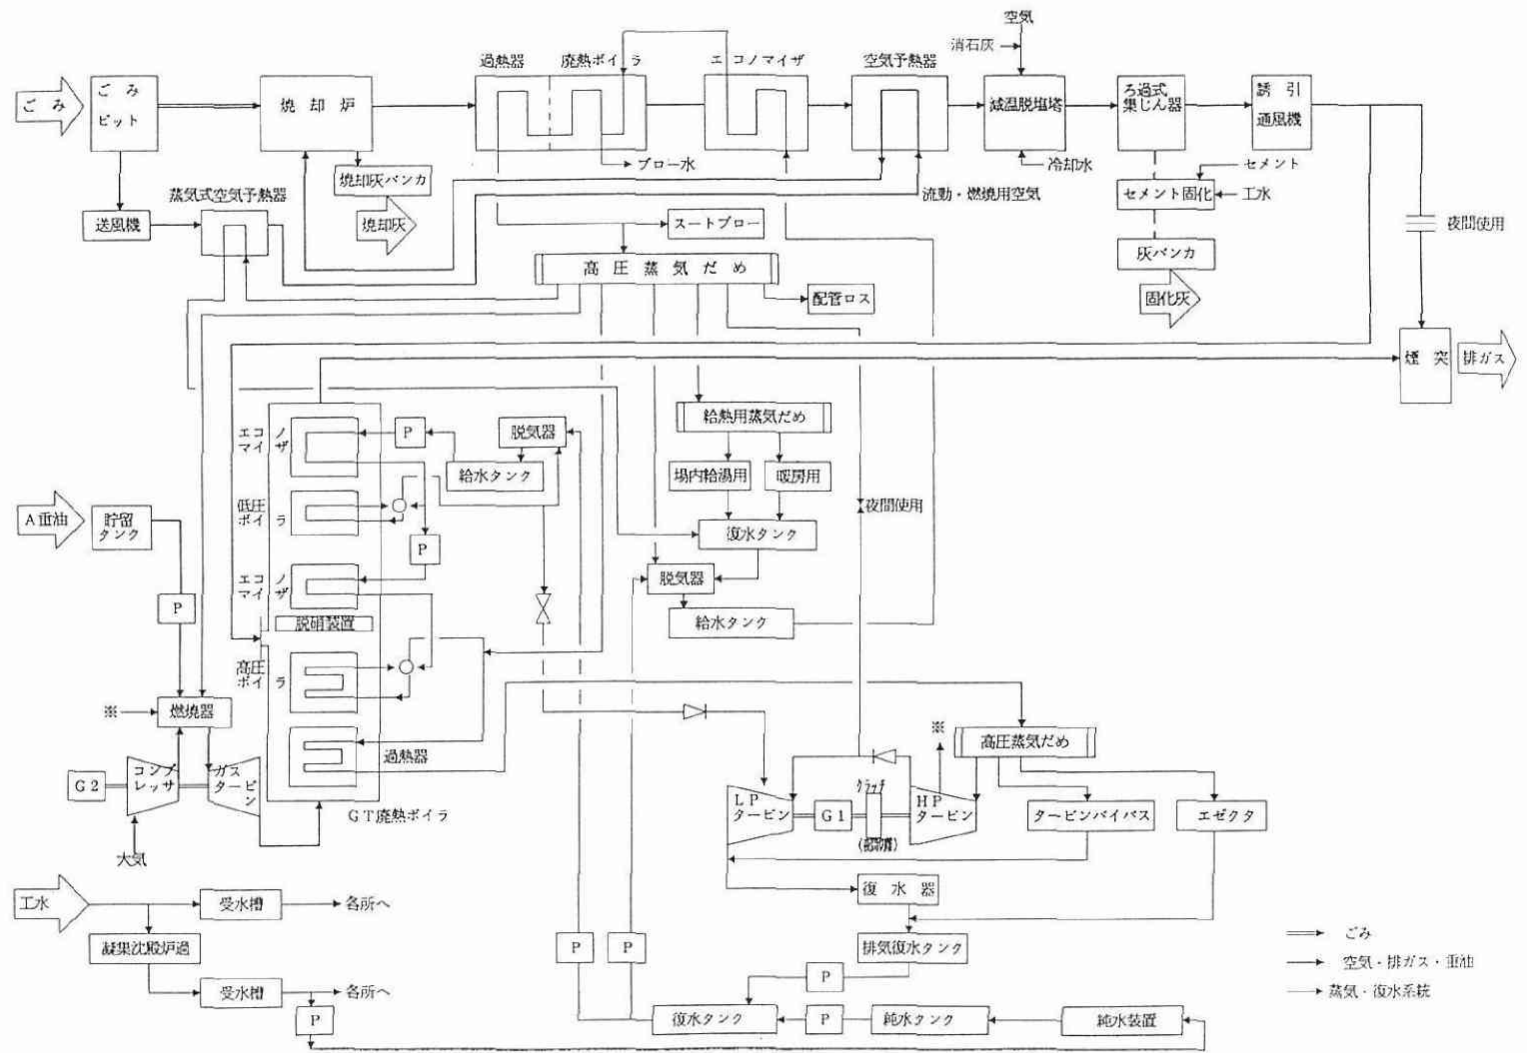 空気
消石灰
過熱器
廃熱ボイラ
エコノマイザ
空気予熱器
ごみ
ごみ
ピット
焼却炉
減温脱塩塔
ろ過式
集じん器
誘引
通風機
ブロー水
冷却水
セメント
焼却灰バンカ
セメント固化
工水
蒸気式空気予熱器
流動・燃焼用空気
送風機
焼却灰
スートブロー
夜間使用
灰バンカ
高圧蒸気だめ
配管ロス
固化灰
煙突
排ガス
給熱用蒸気だめ
エコノ
マイザ
P
脱気器
給水タンク
場内給湯用
暖房用
低圧
ボイラ
夜間使用
A重油
貯留
タンク
復水タンク
P
エコノ
マイザ
脱気器
P
脱硝装置
給水タンク
高圧
ボイラ
※
燃焼器
※
高圧蒸気だめ
過熱器
G2
コンプ
レッサ
ガス
タービ
ン
クラッチ
LP
タービン
G1
HP
タービン
タービンバイパス
エゼクタ
GT廃熱ボイラ
大気
復水器
工水
受水槽
各所へ
凝集沈殿炉過
P
P
排気復水タンク
ごみ
空気・排ガス・重油
P
受水槽
各所へ
蒸気・復水系統
P
復水タンク
P
純水タンク
純水装置